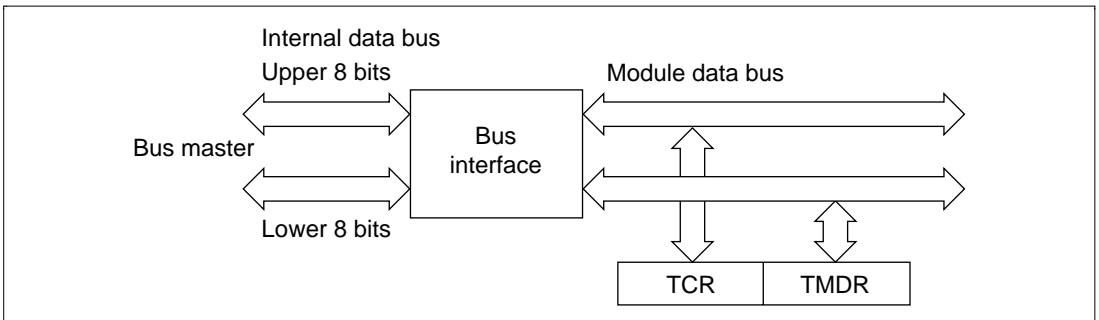 Internal data bus
Upper 8 bits
Module data bus
Bus master
Bus
interface
Lower 8 bits
TCR
TMDR